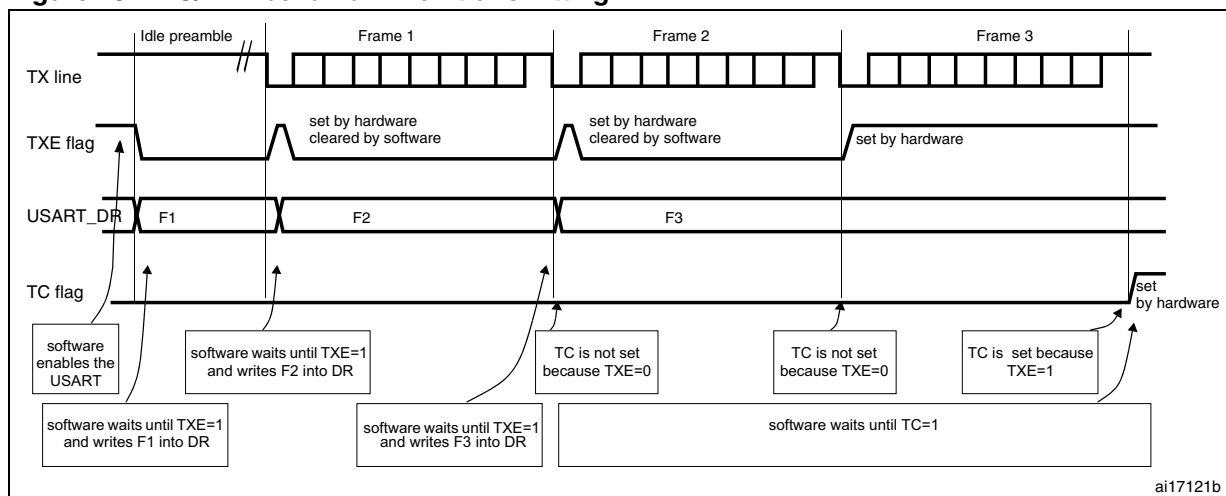 Idle preamble
Frame 1
Frame 2
Frame 3
TX line
TXE flag
set by hardware
cleared by software
set by hardware
cleared by software
set by hardware
USART_DR
F1
F2
F3
TC flag
set
by hardware
software
enables the
USART
software waits until TXE=1
and writes F2 into DR
TC is not set
because TXE=0
TC is not set
because TXE=0
TC is set because
TXE=1
software waits until TXE=1
and writes F1 into DR
software waits until TXE=1
and writes F3 into DR
software waits until TC=1
ai17121b